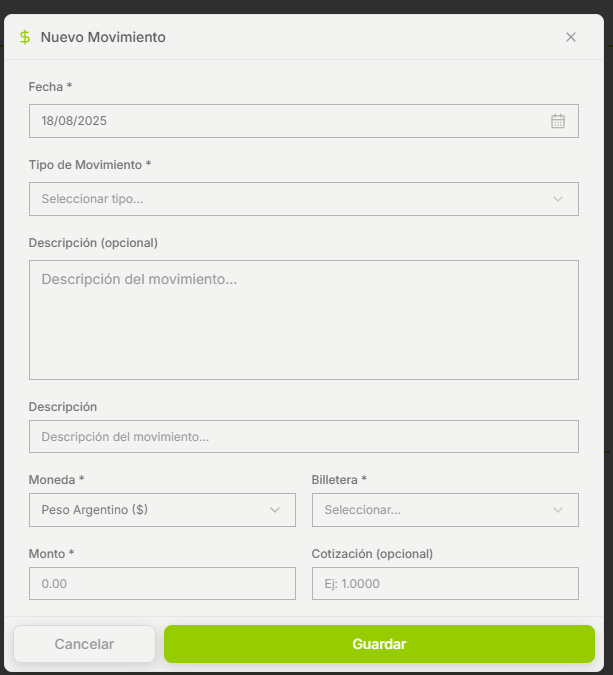 $ Nuevo Movimiento
Fecha *
18/08/2025
Tipo de Movimiento *
Seleccionar tipo...
Descripción (opcional)
Descripción del movimiento...
Descripción
Descripción del movimiento...
Moneda * Billetera *
Peso Argentino ($) Seleccionar...
Monto * Cotización (opcional)
0.00 Ej: 1.0000
Cancelar Guardar